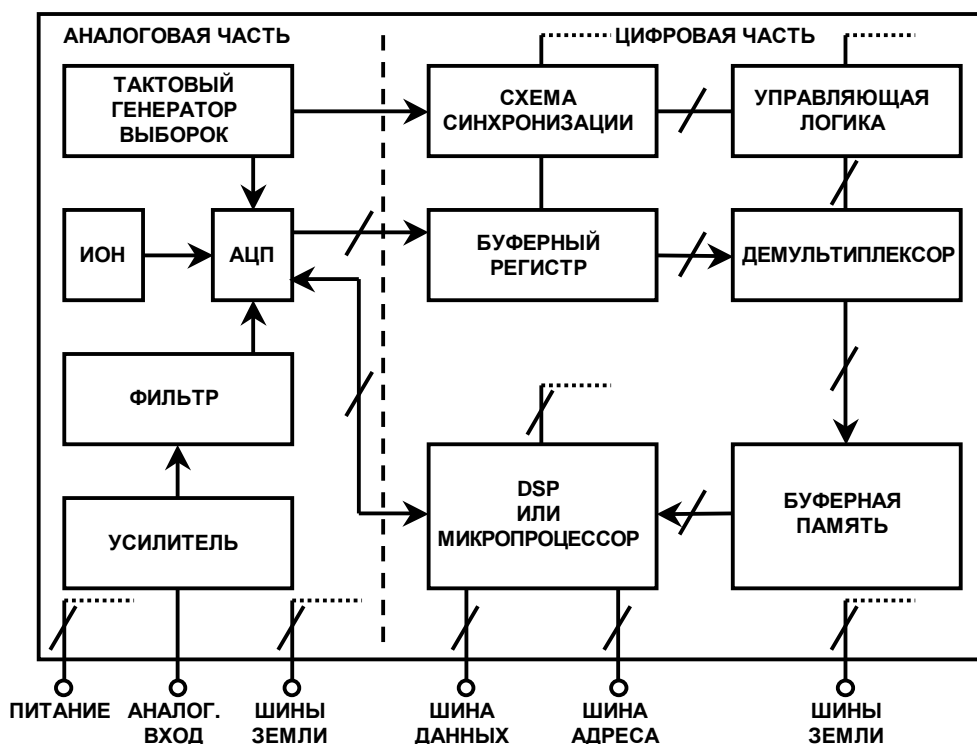 АНАЛОГОВАЯ ЧАСТЬ
ЦИФРОВАЯ ЧАСТЬ
ТАКТОВЫЙ
ГЕНЕРАТОР
ВЫБОРОК
СХЕМА
СИНХРОНИЗАЦИИ
УПРАВЛЯЮЩАЯ
ЛОГИКА
ИОН
АЦП
БУФЕРНЫЙ
РЕГИСТР
ДЕМУЛЬТИПЛЕКСОР
ФИЛЬТР
УСИЛИТЕЛЬ
DSP
ИЛИ
МИКРОПРОЦЕССОР
БУФЕРНАЯ
ПАМЯТЬ
ПИТАНИЕ
АНАЛОГ.
ВХОД
ШИНЫ
ЗЕМЛИ
ШИНА
ДАННЫХ
ШИНА
АДРЕСА
ШИНЫ
ЗЕМЛИ